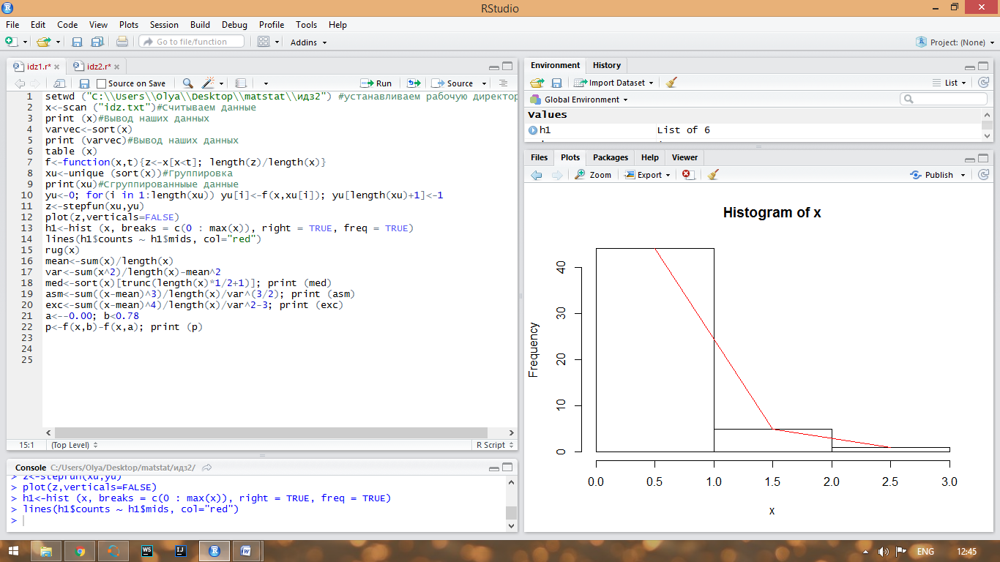 RStudio
File Edit Code View Plots Session Build Debug Profile Tools Help
Go to file/function Addins Project: (None)
idz1.r* idz2.r*
Source on Save Run Source
1 setwd ("C:\\Users\\Olya\\Desktop\\matstat\\идз2") #устанавливаем рабочую директор
2 x<-scan ("idz.txt")#Считываем данные
3 print (x)#Вывод наших данных
4 varvec<-sort(x)
5 print (varvec)#Вывод наших данных
6 table (x)
7 f<-function(x,t){z<-x[x<t]; length(z)/length(x)}
8 xu<-unique (sort(x))#Группировка
9 print(xu)#Сгруппированныые данные
10 yu<-0; for(i in 1:length(xu)) yu[i]<-f(x,xu[i]); yu[length(xu)+1]<-1
11 z<-stepfun(xu,yu)
12 plot(z,verticals=FALSE)
13 h1<-hist (x, breaks = c(0 : max(x)), right = TRUE, freq = TRUE)
14 lines(h1$counts ~ h1$mids, col="red")
15 rug(x)
16 mean<-sum(x)/length(x)
17 var<-sum(x^2)/length(x)-mean^2
18 med<-sort(x)[trunc(length(x)*1/2+1)]; print (med)
19 asm<-sum((x-mean)^3)/length(x)/var^(3/2); print (asm)
20 exc<-sum((x-mean)^4)/length(x)/var^2-3; print (exc)
21 a<--0.00; b<0.78
22 p<-f(x,b)-f(x,a); print (p)
23
24
25
15:1 (Top Level) R Script
Console C:/Users/Olya/Desktop/matstat/идз2/
> z<-stepfun(xu,yu)
> plot(z,verticals=FALSE)
> h1<-hist (x, breaks = c(0 : max(x)), right = TRUE, freq = TRUE)
> lines(h1$counts ~ h1$mids, col="red")
>
Environment History
Import Dataset List
Global Environment
Values
h1 List of 6
Files Plots Packages Help Viewer
Zoom Export Publish
Histogram of x
Frequency
40
30
20
10
0
0.0 0.5 1.0 1.5 2.0 2.5 3.0
x
WS IJ R W ENG 12:45